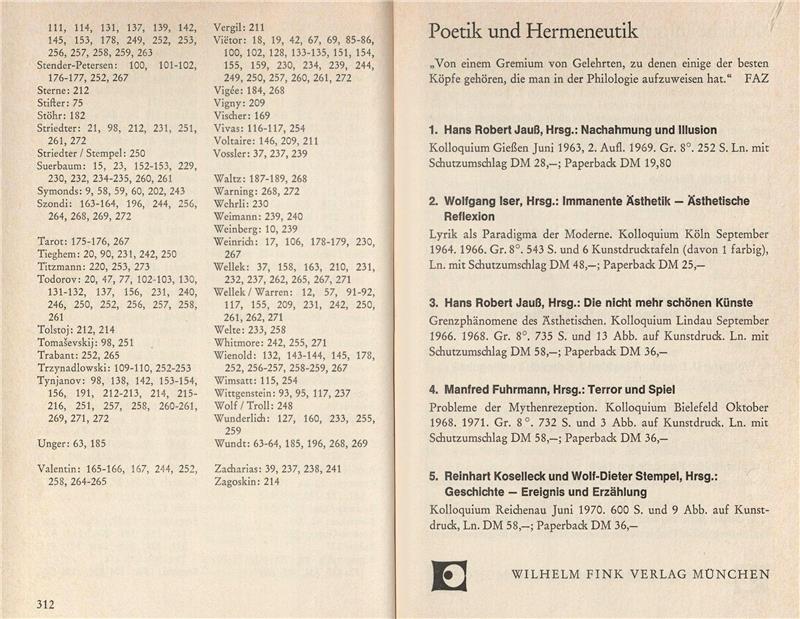 111, 114, 131, 137, 139, 142,
145, 153, 178, 249, 252, 253,
256, 257, 258, 259, 263
Stender-Petersen: 100, 101-102,
176-177, 252, 267
Sterne: 212
Stifter: 75
Stöhr: 182
Striedter: 21, 98, 212, 231, 251,
261, 272
Striedter / Stempel: 250
Suerbaum: 15, 23, 152-153, 229,
230, 232, 234-235, 260, 261
Symonds: 9, 58, 59, 60, 202, 243
Szondi: 163-164, 196, 244, 256,
264, 268, 269, 272
Tarot: 175-176, 267
Tieghem: 20, 90, 231, 242, 250
Titzmann: 220, 253, 273
Todorov: 20, 47, 77, 102-103, 130,
131-132, 137, 156, 231, 240,
246, 250, 252, 256, 257, 258,
261
Tolstoj: 212, 214
Tomaševskij: 98, 251
Trabant: 252, 265
Trzynadlowski: 109-110, 252-253
Tynjanov: 98, 138, 142, 153-154,
156, 191, 212-213, 214, 215-
216, 251, 257, 258, 260-261,
269, 271, 272
Unger: 63, 185
Valentin: 165-166, 167, 244, 252,
258, 264-265
Vergil: 211
Viëtor: 18, 19, 42, 67, 69, 85-86,
100, 102, 128, 133-135, 151, 154,
155, 159, 230, 234, 239, 244,
249, 250, 257, 260, 261, 272
Vigée: 184, 268
Vigny: 209
Vischer: 169
Vivas: 116-117, 254
Voltaire: 146, 209, 211
Vossler: 37, 237, 239
Waltz: 187-189, 268
Warning: 268, 272
Wehrli: 230
Weimann: 239, 240
Weinberg: 10, 239
Weinrich: 17, 106, 178-179, 230,
267
Wellek: 37, 158, 163, 210, 231,
232, 237, 262, 265, 267, 271
Wellek / Warren: 12, 57, 91-92,
117, 155, 209, 231, 242, 250,
261, 262, 271
Welte: 233, 258
Whitmore: 242, 255, 271
Wienold: 132, 143-144, 145, 178,
252, 256-257, 258-259, 267
Wimsatt: 115, 254
Wittgenstein: 93, 95, 117, 237
Wolf / Troll: 248
Wunderlich: 127, 160, 233, 255,
259
Wundt: 63-64, 185, 196, 268, 269
Zacharias: 39, 237, 238, 241
Zagoskin: 214
312
Poetik und Hermeneutik
„Von einem Gremium von Gelehrten, zu denen einige der besten
Köpfe gehören, die man in der Philologie aufzuweisen hat.“ FAZ
1. Hans Robert Jauß, Hrsg.: Nachahmung und Illusion
Kolloquium Gießen Juni 1963, 2. Aufl. 1969. Gr. 8°. 252 S. Ln. mit
Schutzumschlag DM 28,—; Paperback DM 19,80
2. Wolfgang Iser, Hrsg.: Immanente Ästhetik — Ästhetische
Reflexion
Lyrik als Paradigma der Moderne. Kolloquium Köln September
1964. 1966. Gr. 8°. 543 S. und 6 Kunstdrucktafeln (davon 1 farbig),
Ln. mit Schutzumschlag DM 48,—; Paperback DM 25,—
3. Hans Robert Jauß, Hrsg.: Die nicht mehr schönen Künste
Grenzphänomene des Ästhetischen. Kolloquium Lindau September
1966. 1968. Gr. 8°. 735 S. und 13 Abb. auf Kunstdruck. Ln. mit
Schutzumschlag DM 58,—; Paperback DM 36,—
4. Manfred Fuhrmann, Hrsg.: Terror und Spiel
Probleme der Mythenrezeption. Kolloquium Bielefeld Oktober
1968. 1971. Gr. 8°. 732 S. und 3 Abb. auf Kunstdruck. Ln. mit
Schutzumschlag DM 58,—; Paperback DM 36,—
5. Reinhart Koselleck und Wolf-Dieter Stempel, Hrsg.:
Geschichte — Ereignis und Erzählung
Kolloquium Reichenau Juni 1970. 600 S. und 9 Abb. auf Kunst-
druck, Ln. DM 58,—; Paperback DM 36,—
WILHELM FINK VERLAG MÜNCHEN